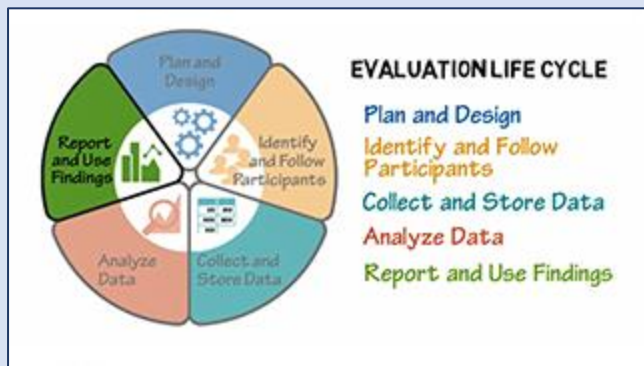 Plan and
Design
Identify
and Follow
Participants
Collect and
Store Data
Analyze
Data
Report
and Use
Findings
EVALUATION LIFE CYCLE
Plan and Design
Identify and Follow
Participants
Collect and Store Data
Analyze Data
Report and Use Findings